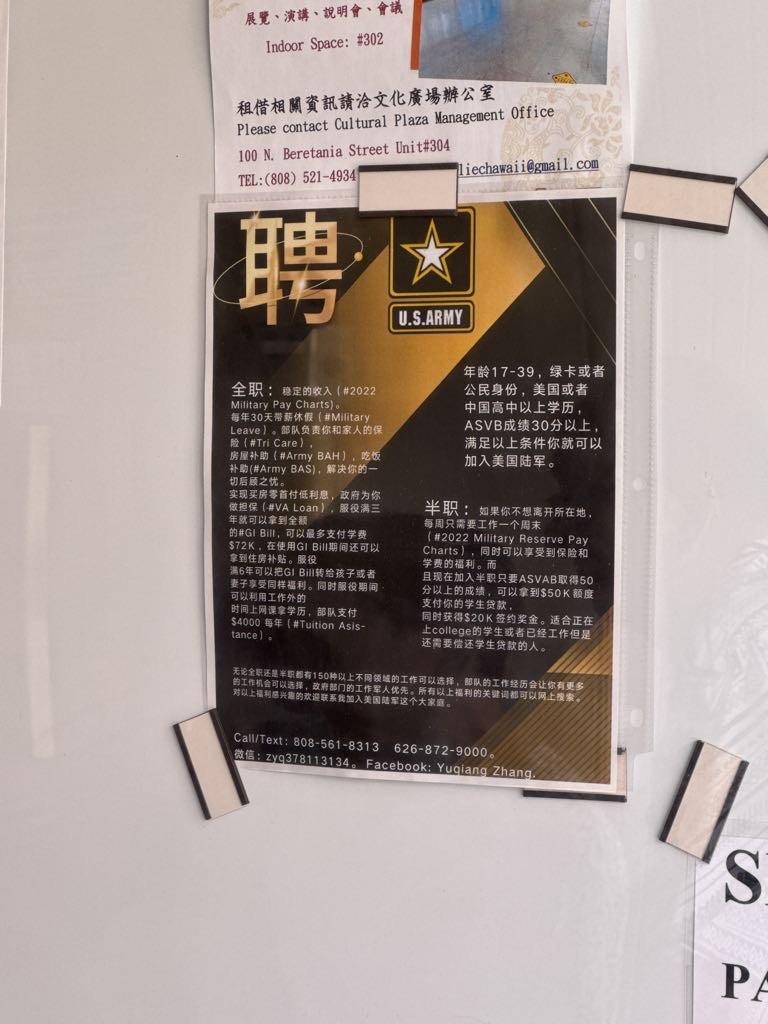 展覽、演講、說明會、會議
Indoor Space: #302
租借相關資訊請洽文化廣場辦公室
Please contact Cultural Plaza Management Office
100 N. Beretania Street Unit#304
TEL:(808) 521-4934 liechawaii@gmail.com
聘
U.S.ARMY
年龄17-39，绿卡或者
公民身份，美国或者
中国高中以上学历，
ASVB成绩30分以上，
满足以上条件你就可以
加入美国陆军。
全职：稳定的收入（#2022
Military Pay Charts)。
每年30天带薪休假（#Military
Leave）。部队负责你和家人的保
险（#Tri Care），
房屋补助（#Army BAH），吃饭
补助(#Army BAS)，解决你的一
切后顾之忧。
实现买房零首付低利息，政府为你
做担保（#VA Loan），服役满三
年就可以拿到全额
的#GI Bill，可以最多支付学费
$72K，在使用GI Bill期间还可以
拿到住房补贴。服役
满6年可以把GI Bill转给孩子或者
妻子享受同样福利。同时服役期间
可以利用工作外的
时间上网课拿学历，部队支付
$4000 每年（#Tuition Asis-
tance）。
半职：如果你不想离开所在地，
每周只需要工作一个周末
（#2022 Military Reserve Pay
Charts），同时可以享受到保险和
学费的福利。而
且现在加入半职只要ASVAB取得50
分以上的成绩，可以拿到$50K额度
支付你的学生贷款，
同时获得$20K签约奖金。适合正在
上college的学生或者已经工作但是
还需要偿还学生贷款的人。
无论全职还是半职都有150种以上不同领域的工作可以选择，部队的工作经历会让你有更多
的工作机会可以选择，政府部门的工作军人优先。所有以上福利的关键词都可以网上搜索。
对以上福利感兴趣的欢迎联系我加入美国陆军这个大家庭。
Call/Text: 808-561-8313 626-872-9000。
微信: zyq378113134。 Facebook: Yuqiang Zhang.
S
PA